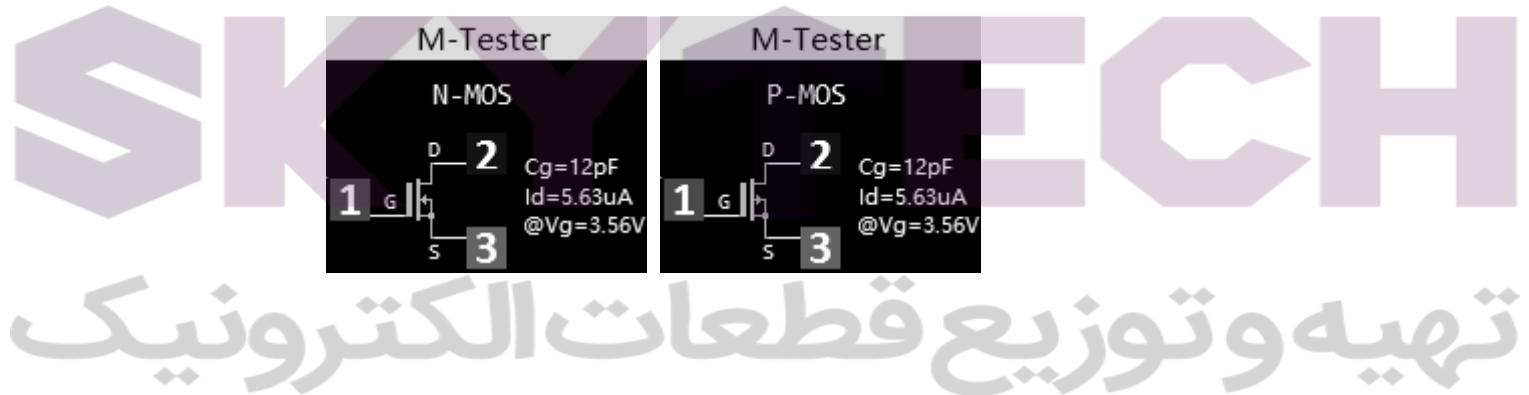 SKYTECH
M-Tester
N-MOS
D
2
Cg=12pF
1
G
Id=5.63uA
@Vg=3.56V
S
3
M-Tester
P-MOS
D
2
Cg=12pF
1
G
Id=5.63uA
@Vg=3.56V
S
3
تهیه و توزیع قطعات الکترونیک